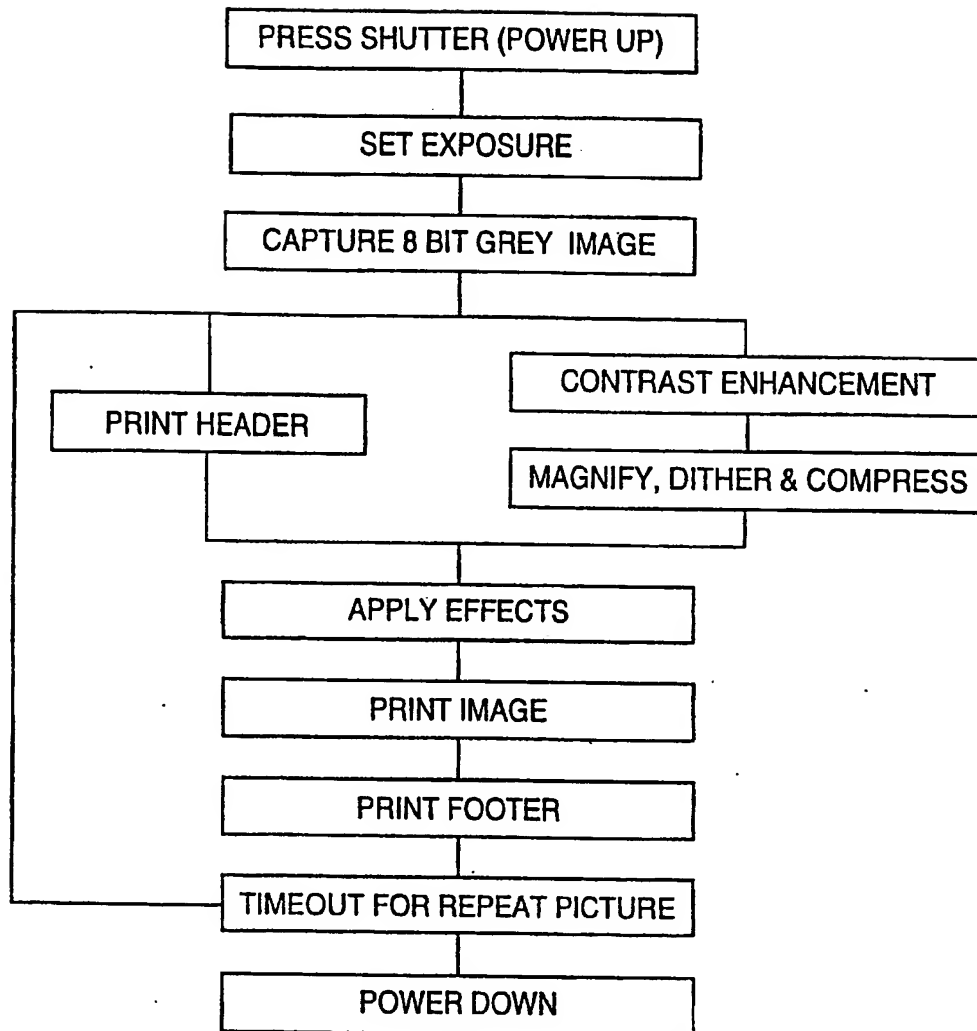 PRESS SHUTTER (POWER UP)
SET EXPOSURE
CAPTURE 8 BIT GREY IMAGE
CONTRAST ENHANCEMENT
PRINT HEADER
MAGNIFY, DITHER & COMPRESS
APPLY EFFECTS
PRINT IMAGE
PRINT FOOTER
TIMEOUT FOR REPEAT PICTURE
POWER DOWN